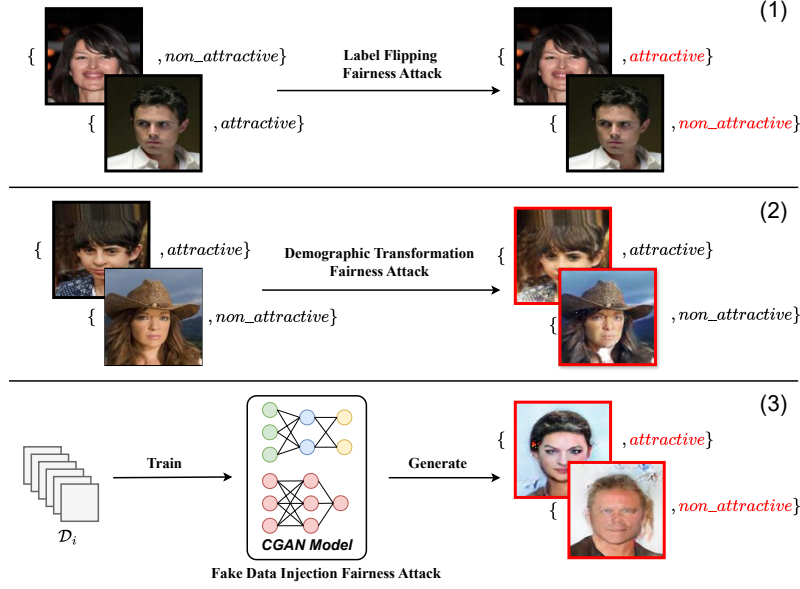 (1)
{ , non_attractive}
{ , attractive}
Label Flipping
Fairness Attack
{ , attractive}
{ , non_attractive}
(2)
{ , attractive}
{ , non_attractive}
Demographic Transformation
Fairness Attack
{ , attractive}
{ , non_attractive}
(3)
𝒟ᵢ
Train
CGAN Model
Generate
{ , attractive}
{ , non_attractive}
Fake Data Injection Fairness Attack